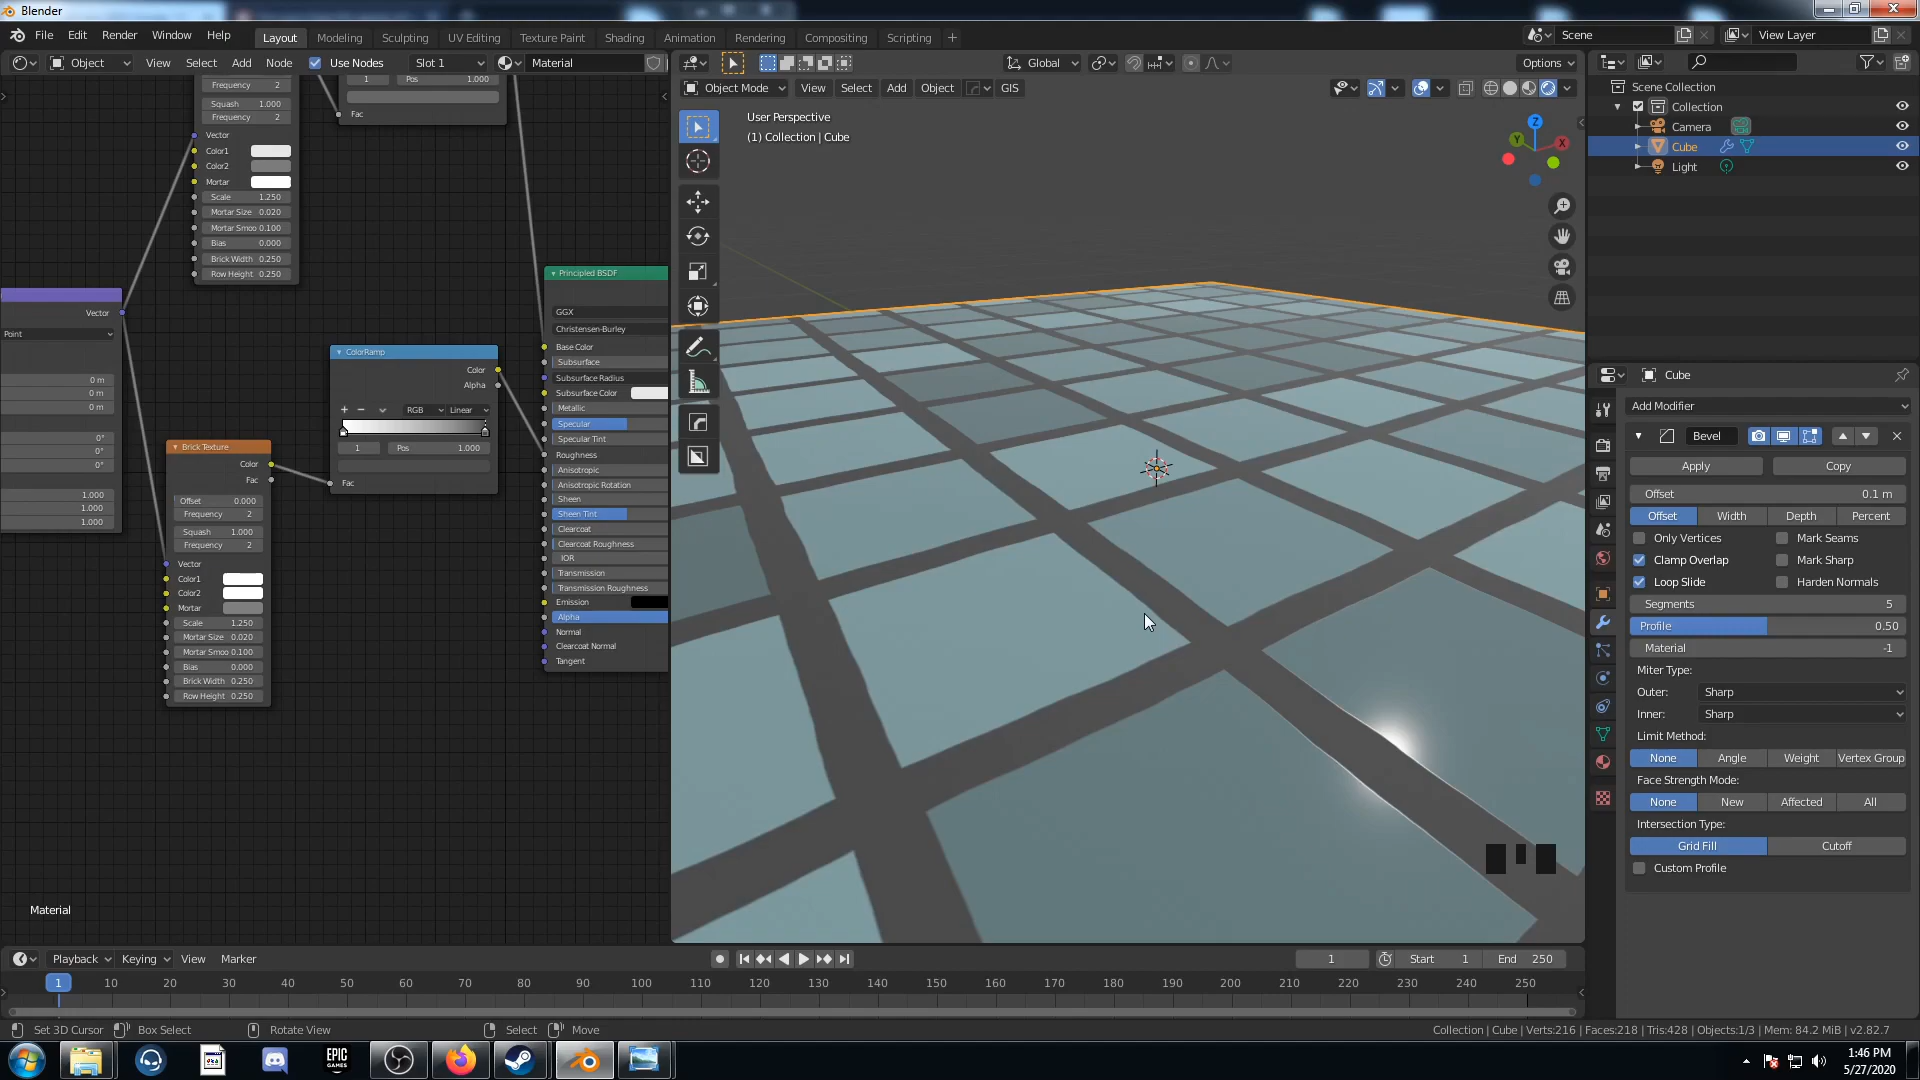 Blender
File Edit Render Window Help
Layout Modeling Sculpting UV Editing Texture Paint Shading Animation Rendering Compositing Scripting +
Scene
View Layer
Object View Select Add Node Use Nodes Slot 1 Material
Global
Options
Object Mode View Select Add Object GIS
User Perspective
(1) Collection | Cube
Z
Y
X
Scene Collection
Collection
Camera
Cube
Light
Frequency 2
Squash 1.000
Frequency 2
Vector
Color1
Color2
Mortar
Scale 1.250
Mortar Size 0.020
Mortar Smoo 0.100
Bias 0.000
Brick Width 0.250
Row Height 0.250
1 Pos 1.000
Fac
Vector
Point
0 m
0 m
0 m
0°
0°
0°
1.000
1.000
1.000
Brick Texture
Color
Fac
Offset 0.000
Frequency 2
Squash 1.000
Frequency 2
Vector
Color1
Color2
Mortar
Scale 1.250
Mortar Size 0.020
Mortar Smoo 0.100
Bias 0.000
Brick Width 0.250
Row Height 0.250
ColorRamp
Color
Alpha
RGB Linear
1 Pos 1.000
Fac
Principled BSDF
GGX
Christensen-Burley
Base Color
Subsurface
Subsurface Radius
Subsurface Color
Metallic
Specular
Specular Tint
Roughness
Anisotropic
Anisotropic Rotation
Sheen
Sheen Tint
Clearcoat
Clearcoat Roughness
IOR
Transmission
Transmission Roughness
Emission
Alpha
Normal
Clearcoat Normal
Tangent
Material
Cube
Add Modifier
Bevel
Apply Copy
Offset 0.1 m
Offset Width Depth Percent
Only Vertices Mark Seams
Clamp Overlap Mark Sharp
Loop Slide Harden Normals
Segments 5
Profile 0.50
Material -1
Miter Type:
Outer: Sharp
Inner: Sharp
Limit Method:
None Angle Weight Vertex Group
Face Strength Mode:
None New Affected All
Intersection Type:
Grid Fill Cutoff
Custom Profile
Playback Keying View Marker
1 Start 1 End 250
1 10 20 30 40 50 60 70 80 90 100 110 120 130 140 150 160 170 180 190 200 210 220 230 240 250
Set 3D Cursor Box Select Rotate View Select Move
Collection | Cube | Verts:216 | Faces:218 | Tris:428 | Objects:1/3 | Mem: 84.2 MiB | v2.82.7
EPIC
GAMES
1:46 PM
5/27/2020